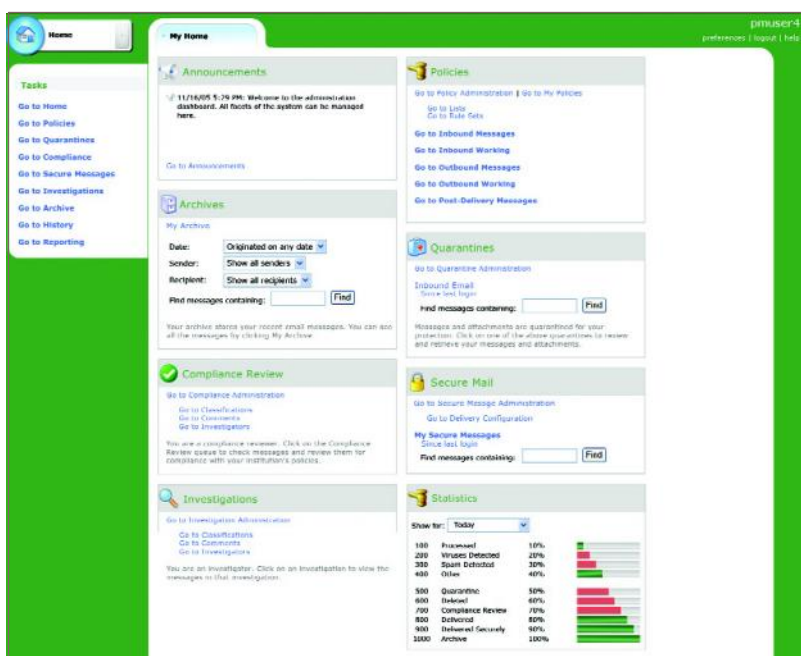 pmuser4
preferences | logout | help
Home
My Home
Tasks
Go to Home
Go to Policies
Go to Quarantines
Go to Compliance
Go to Secure Messages
Go to Investigations
Go to Archive
Go to History
Go to Reporting
Announcements
11/16/05 5:29 PM: Welcome to the administration
dashboard. All facets of the system can be managed
here.
Go to Announcements
Archives
My Archive
Date: Originated on any date
Sender: Show all senders
Recipient: Show all recipients
Find messages containing: Find
Your archive stores your recent email messages. You can see
all the messages by clicking My Archive
Compliance Review
Go to Compliance Administration
Go to Classifications
Go to Comments
Go to Investigators
You are a compliance reviewer. Click on the Compliance
Review queue to check messages and review them for
compliance with your institution's policies.
Investigations
Go to Investigation Administration
Go to Classifications
Go to Comments
Go to Investigators
You are an investigator. Click on an investigation to view the
messages in that investigation.
Policies
Go to Policy Administration | Go to My Policies
Go to Lists
Go to Rule Sets
Go to Inbound Messages
Go to Inbound Working
Go to Outbound Messages
Go to Outbound Working
Go to Post-Delivery Messages
Quarantines
Go to Quarantine Administration
Inbound Email
Since last login
Find messages containing: Find
Messages and attachments are quarantined for your
protection. Click on one of the above quarantines to review
and retrieve your messages and attachments.
Secure Mail
Go to Secure Message Administration
Go to Delivery Configuration
My Secure Messages
Since last login
Find messages containing: Find
Statistics
Show for: Today
100 Processed 10%
200 Viruses Detected 20%
300 Spam Detected 30%
400 Other 40%
500 Quarantine 50%
600 Deleted 60%
700 Compliance Review 70%
800 Delivered 80%
900 Delivered Securely 90%
1000 Archive 100%